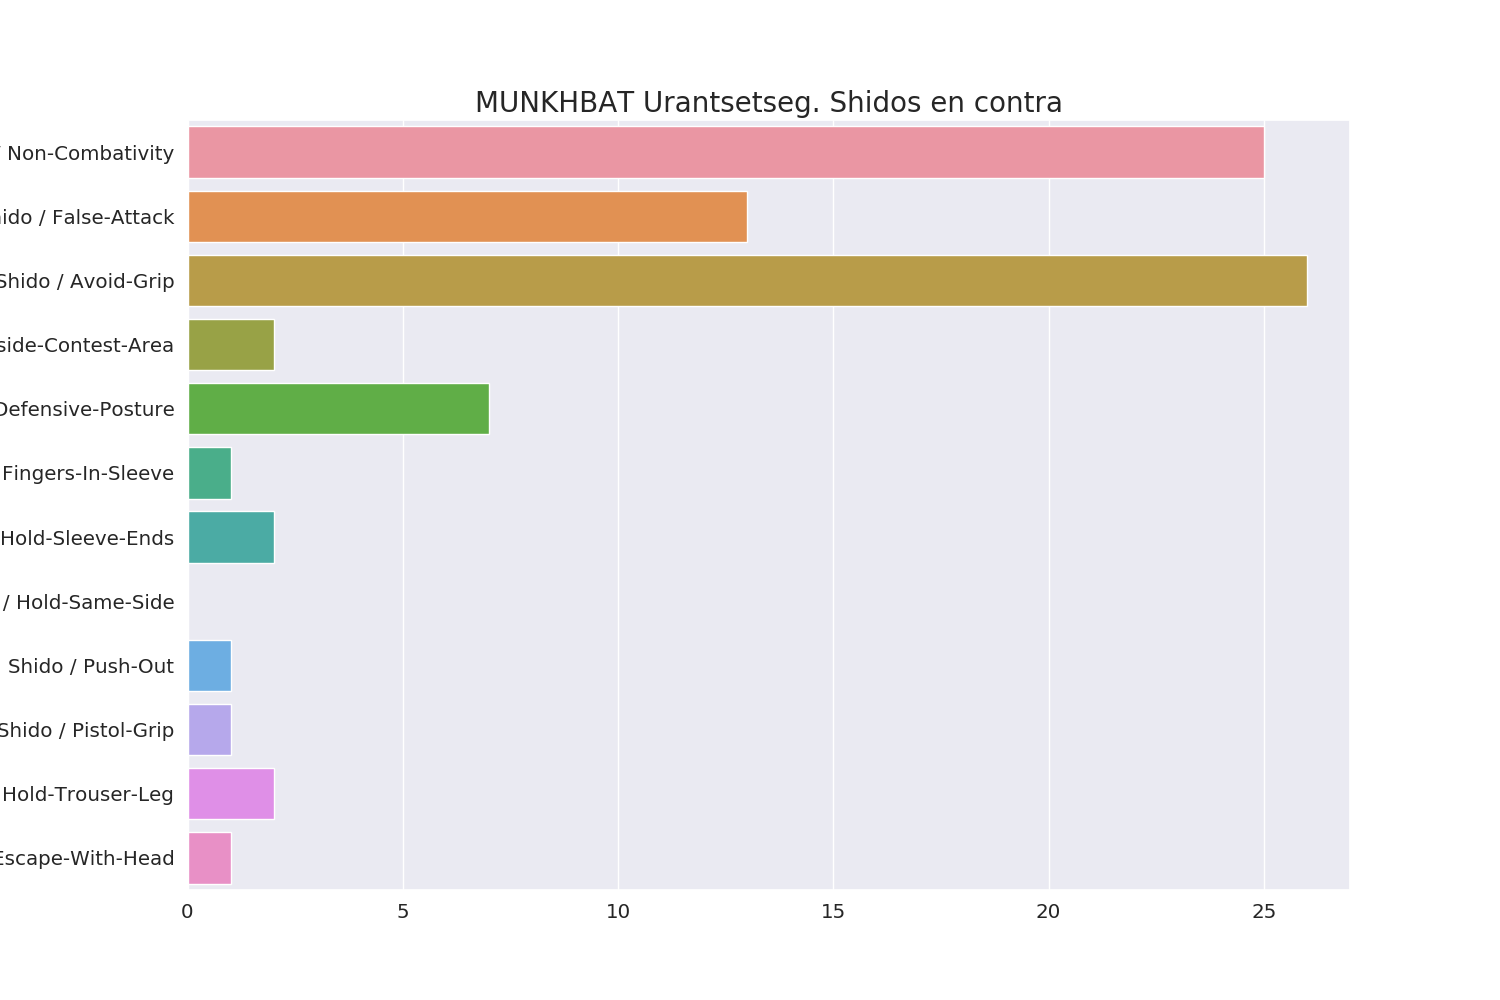 MUNKHBAT Urantsetseg. Shidos en contra
/ Non-Combativity
ido / False-Attack
Shido / Avoid-Grip
side-Contest-Area
Defensive-Posture
Fingers-In-Sleeve
Hold-Sleeve-Ends
/ Hold-Same-Side
Shido / Push-Out
Shido / Pistol-Grip
Hold-Trouser-Leg
Escape-With-Head
0 5 10 15 20 25